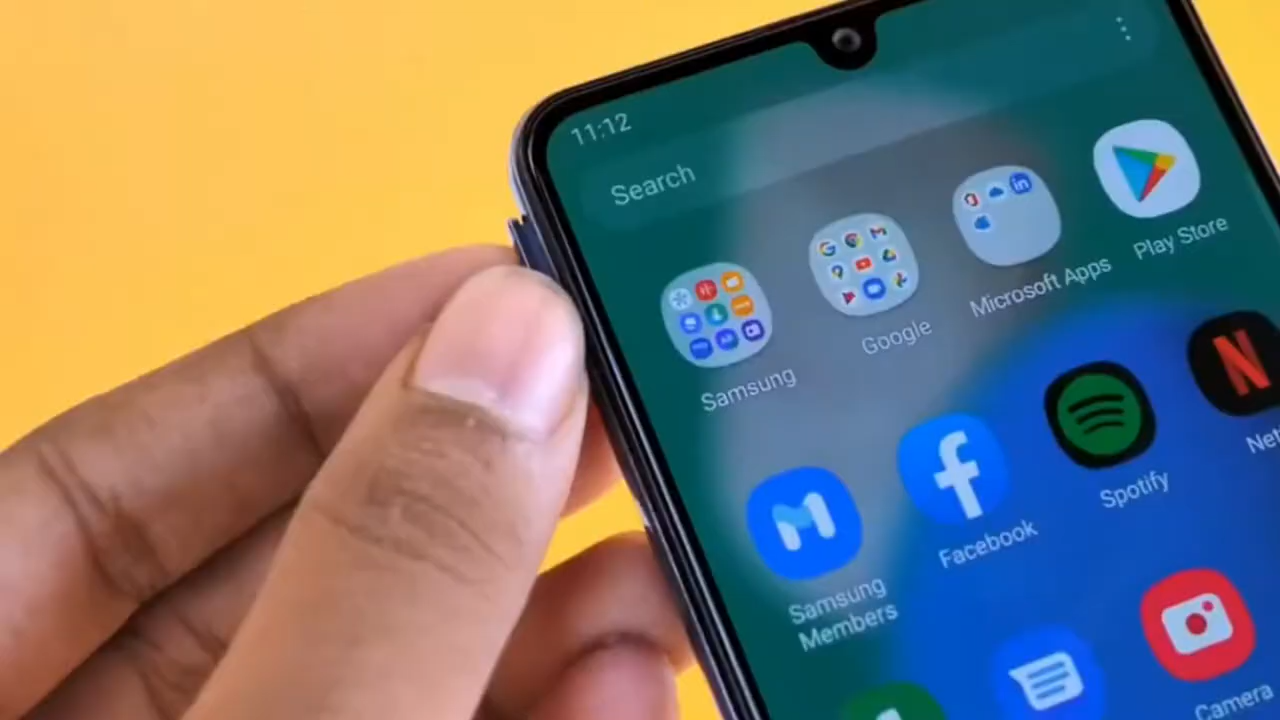 11:12
Search
Play Store
Microsoft Apps
Google
Samsung
Spotify
Facebook
Samsung
Members
Camera